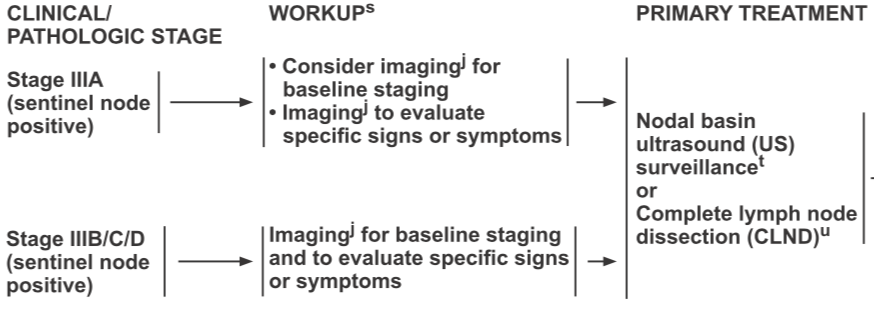 CLINICAL/
PATHOLOGIC STAGE
WORKUPˢ
PRIMARY TREATMENT
Stage IIIA
(sentinel node
positive)
• Consider imagingʲ for
baseline staging
• Imagingʲ to evaluate
specific signs or symptoms
Stage IIIB/C/D
(sentinel node
positive)
Imagingʲ for baseline staging
and to evaluate specific signs
or symptoms
Nodal basin
ultrasound (US)
surveillanceᵗ
or
Complete lymph node
dissection (CLND)ᵘ